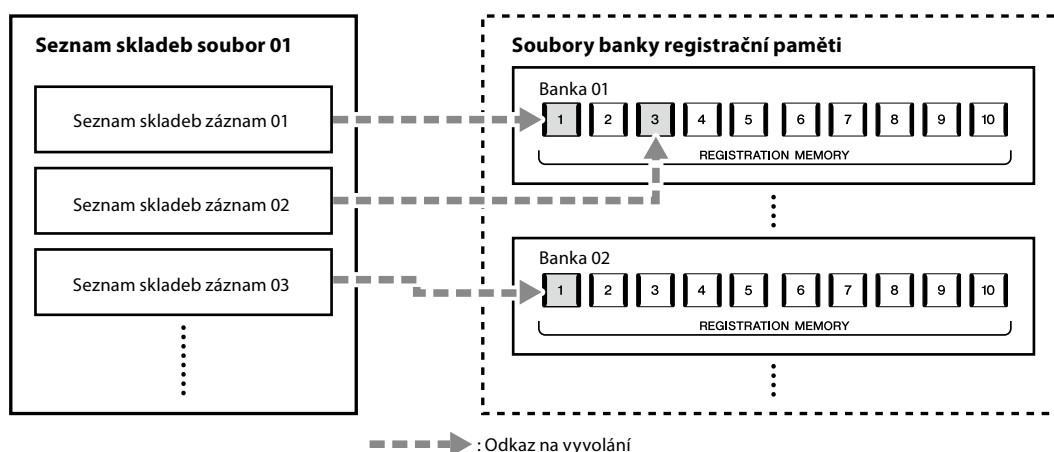 Seznam skladeb soubor 01
Seznam skladeb záznam 01
Seznam skladeb záznam 02
Seznam skladeb záznam 03
Soubory banky registrační paměti
Banka 01
1 2 3 4 5 6 7 8 9 10
REGISTRATION MEMORY
Banka 02
1 2 3 4 5 6 7 8 9 10
REGISTRATION MEMORY
: Odkaz na vyvolání